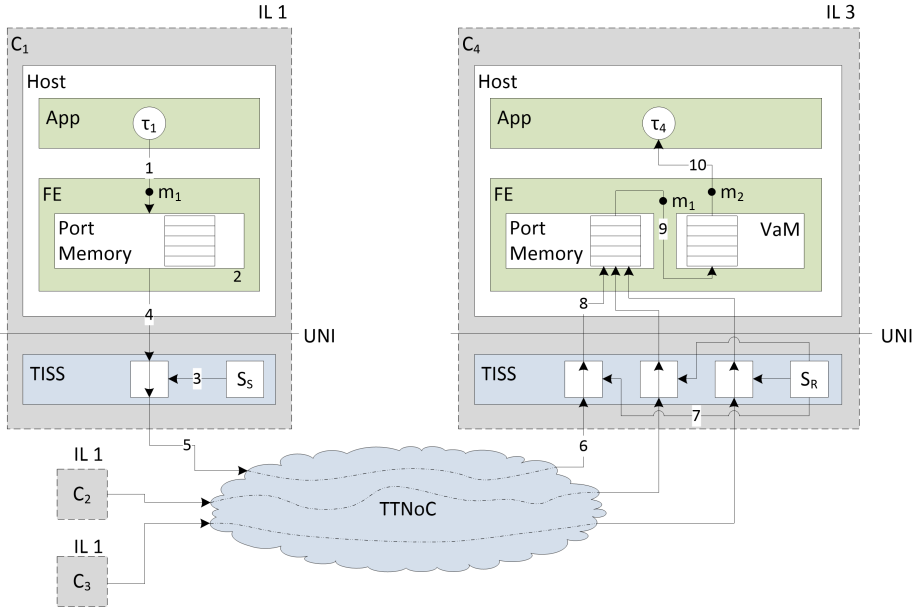 IL 1
C1
Host
App
τ1
1
m1
FE
Port
Memory
2
4
UNI
TISS
3
SS
5
IL 1
C2
IL 1
C3
TTNoC
IL 3
C4
Host
App
τ4
10
FE
m1
m2
Port
Memory
9
VaM
8
UNI
TISS
SR
7
6